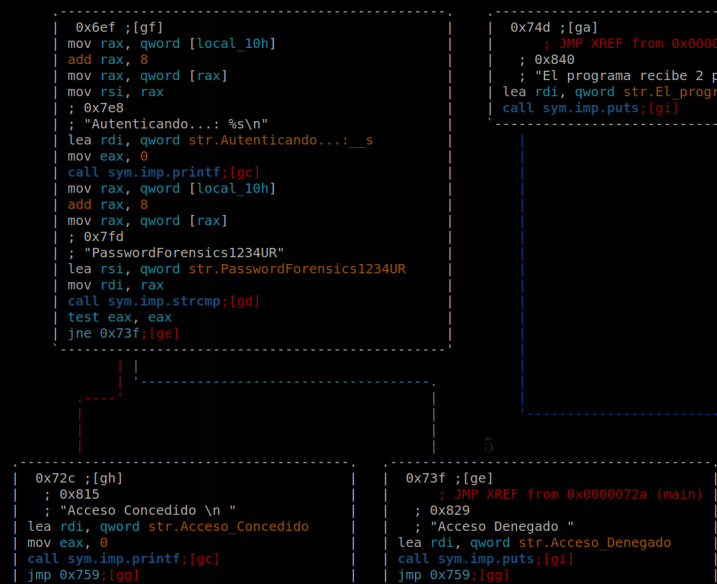 0x6ef ;[gf]
mov rax, qword [local_10h]
add rax, 8
mov rax, qword [rax]
mov rsi, rax
; 0x7e8
; "Autenticando...: %s\n"
lea rdi, qword str.Autenticando...:__s
mov eax, 0
call sym.imp.printf;[gc]
mov rax, qword [local_10h]
add rax, 8
mov rax, qword [rax]
; 0x7fd
; "PasswordForensics1234UR"
lea rsi, qword str.PasswordForensics1234UR
mov rdi, rax
call sym.imp.strcmp;[gd]
test eax, eax
jne 0x73f;[ge]
0x74d ;[ga]
; JMP XREF from 0x0000
; 0x840
; "El programa recibe 2 p
lea rdi, qword str.El_progr
call sym.imp.puts;[gi]
5
0x72c ;[gh]
; 0x815
; "Acceso Concedido \n "
lea rdi, qword str.Acceso_Concedido
mov eax, 0
call sym.imp.printf;[gc]
jmp 0x759;[gg]
0x73f ;[ge]
; JMP XREF from 0x0000072a (main)
; 0x829
; "Acceso Denegado "
lea rdi, qword str.Acceso_Denegado
call sym.imp.puts;[gi]
jmp 0x759;[gg]